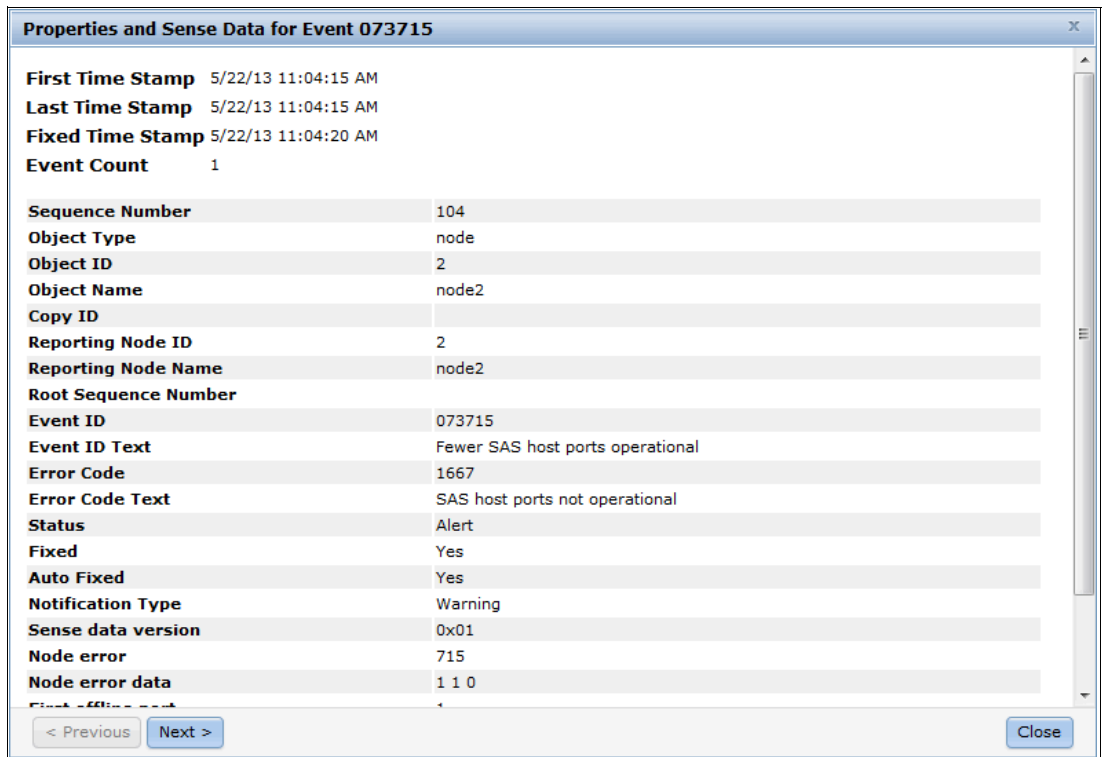 Properties and Sense Data for Event 073715 x
First Time Stamp 5/22/13 11:04:15 AM
Last Time Stamp 5/22/13 11:04:15 AM
Fixed Time Stamp 5/22/13 11:04:20 AM
Event Count 1
Sequence Number 104
Object Type node
Object ID 2
Object Name node2
Copy ID
Reporting Node ID 2
Reporting Node Name node2
Root Sequence Number
Event ID 073715
Event ID Text Fewer SAS host ports operational
Error Code 1667
Error Code Text SAS host ports not operational
Status Alert
Fixed Yes
Auto Fixed Yes
Notification Type Warning
Sense data version 0x01
Node error 715
Node error data 1 1 0
First offline port 1
< Previous Next > Close